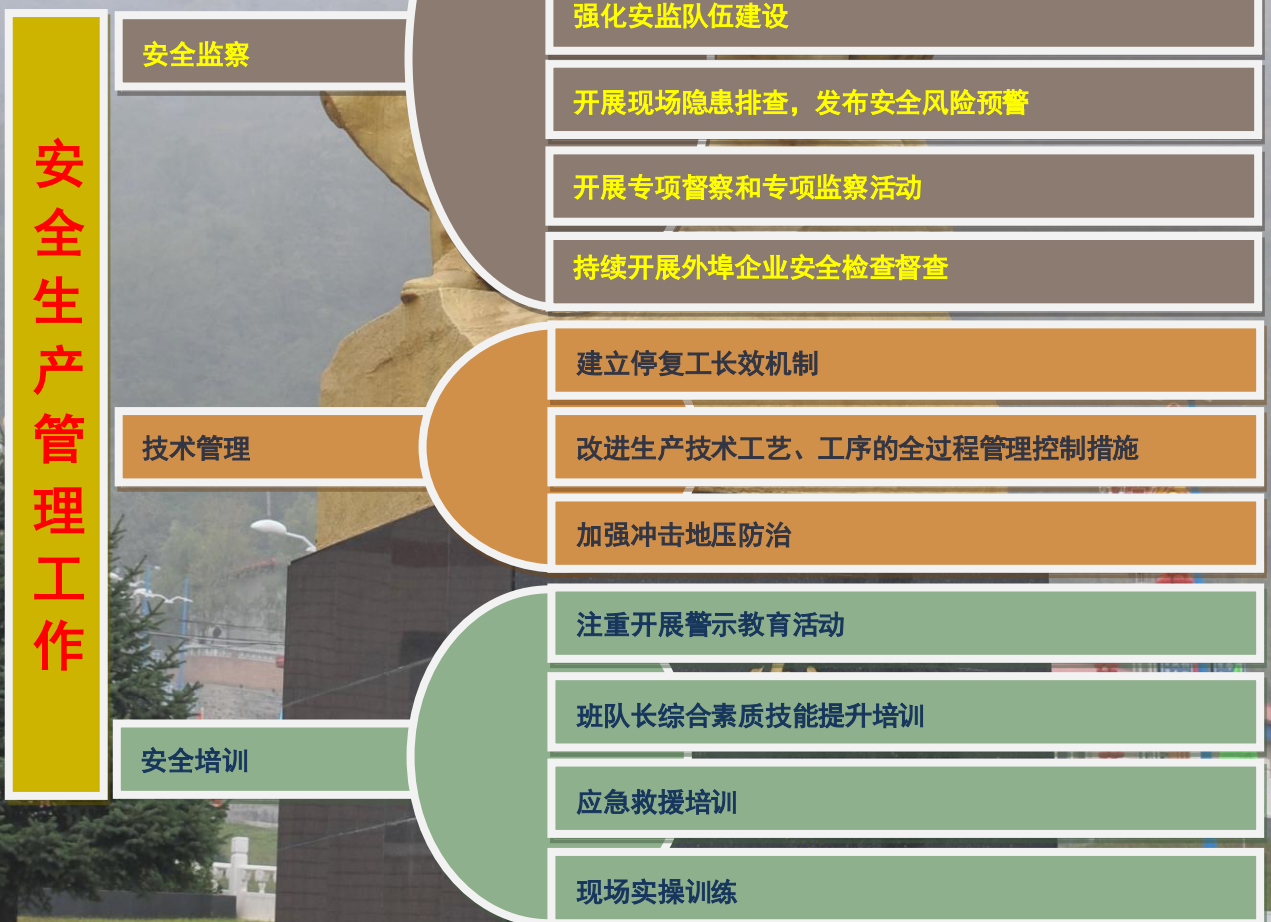 安全生产管理工作
安全监察
强化安监队伍建设
开展现场隐患排查，发布安全风险预警
开展专项督察和专项监察活动
持续开展外埠企业安全检查督查
技术管理
建立停复工长效机制
改进生产技术工艺、工序的全过程管理控制措施
加强冲击地压防治
安全培训
注重开展警示教育活动
班队长综合素质技能提升培训
应急救援培训
现场实操训练